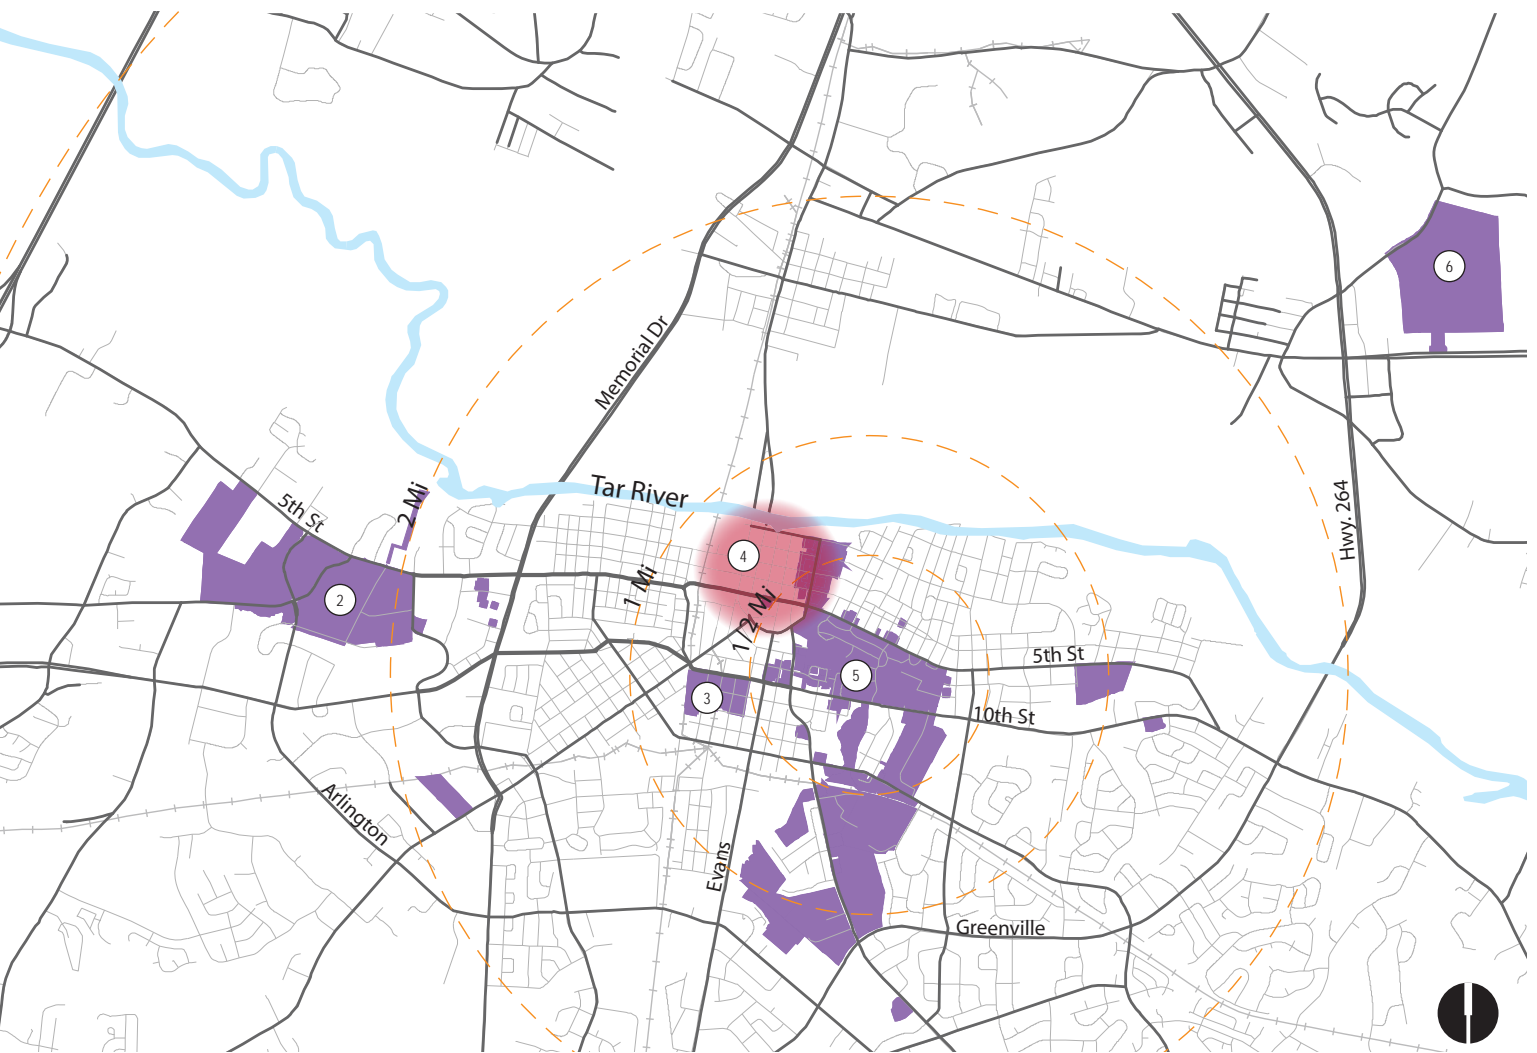 6
Memorial Dr
Hwy. 264
Tar River
2 Mi
5th St
4
1 Mi
2
1/2 Mi
5th St
5
3
10th St
Arlington
Evans
Greenville